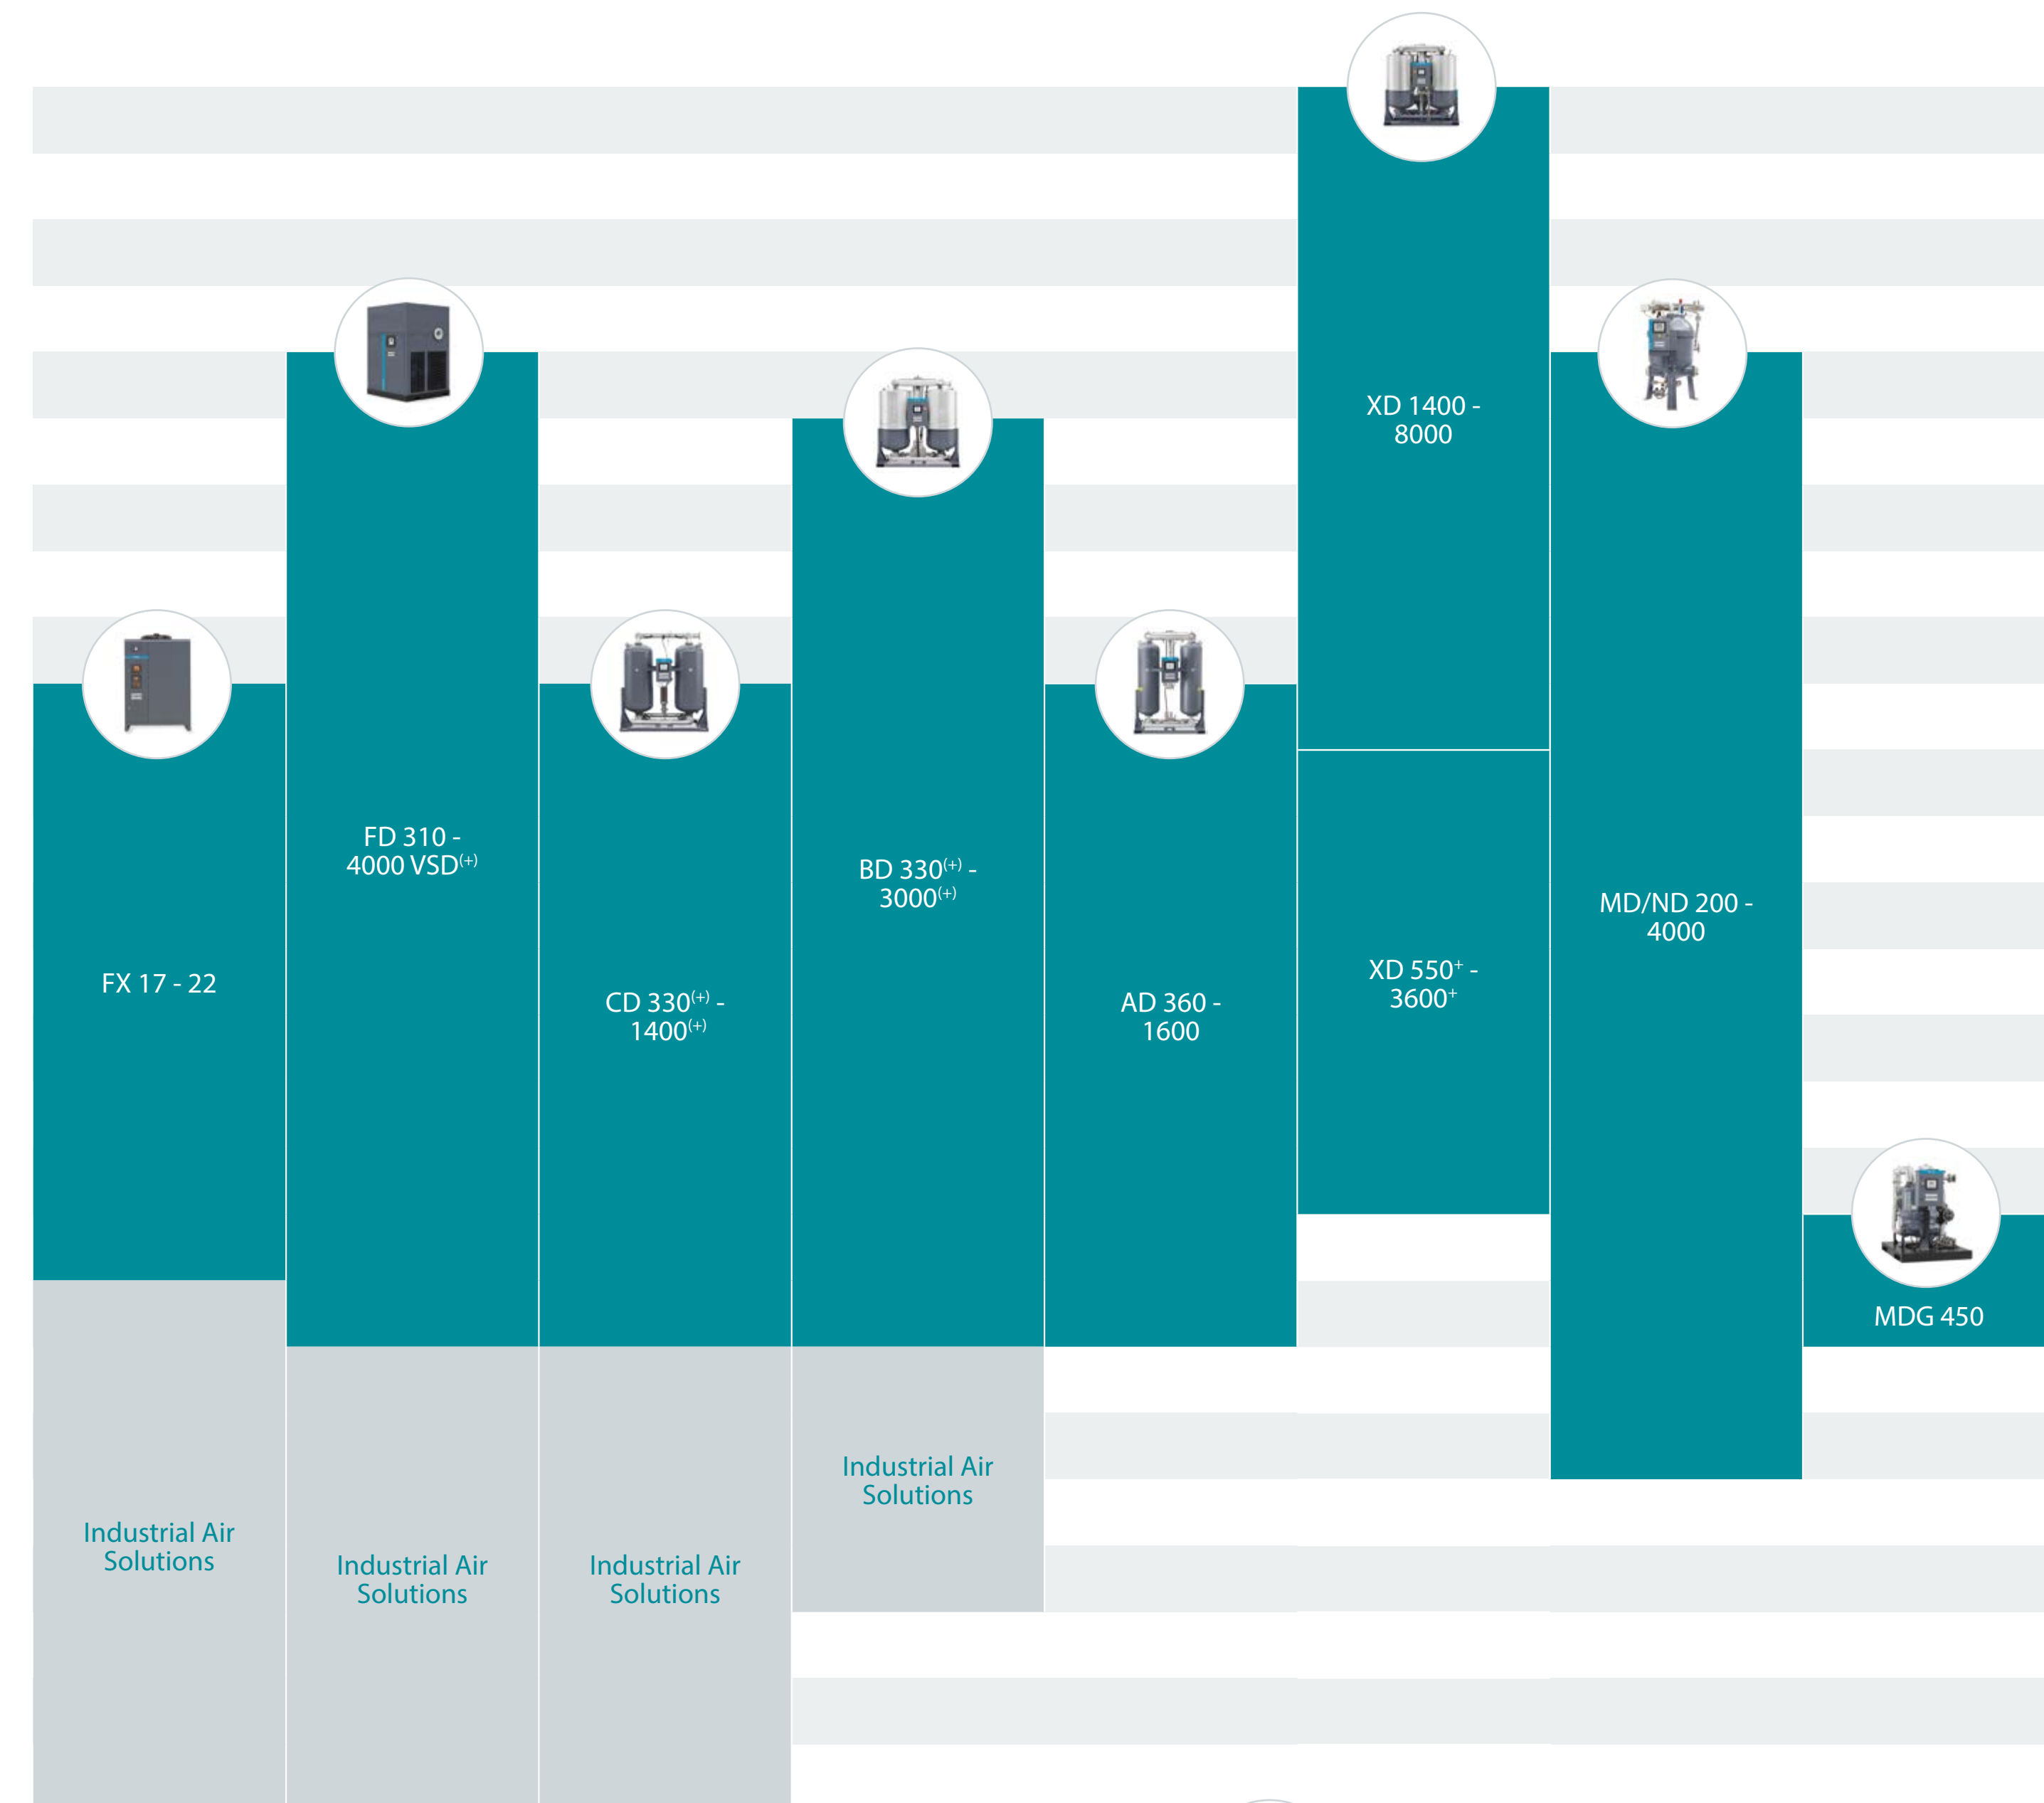 FX 17 - 22
Industrial Air
Solutions
FD 310 -
4000 VSD(+)
Industrial Air
Solutions
CD 330(+) -
1400(+)
Industrial Air
Solutions
BD 330(+) -
3000(+)
Industrial Air
Solutions
AD 360 -
1600
XD 1400 -
8000
XD 550+ -
3600+
MD/ND 200 -
4000
MDG 450